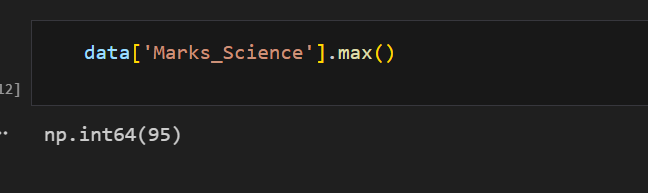 data['Marks_Science'].max()
12]
np.int64(95)